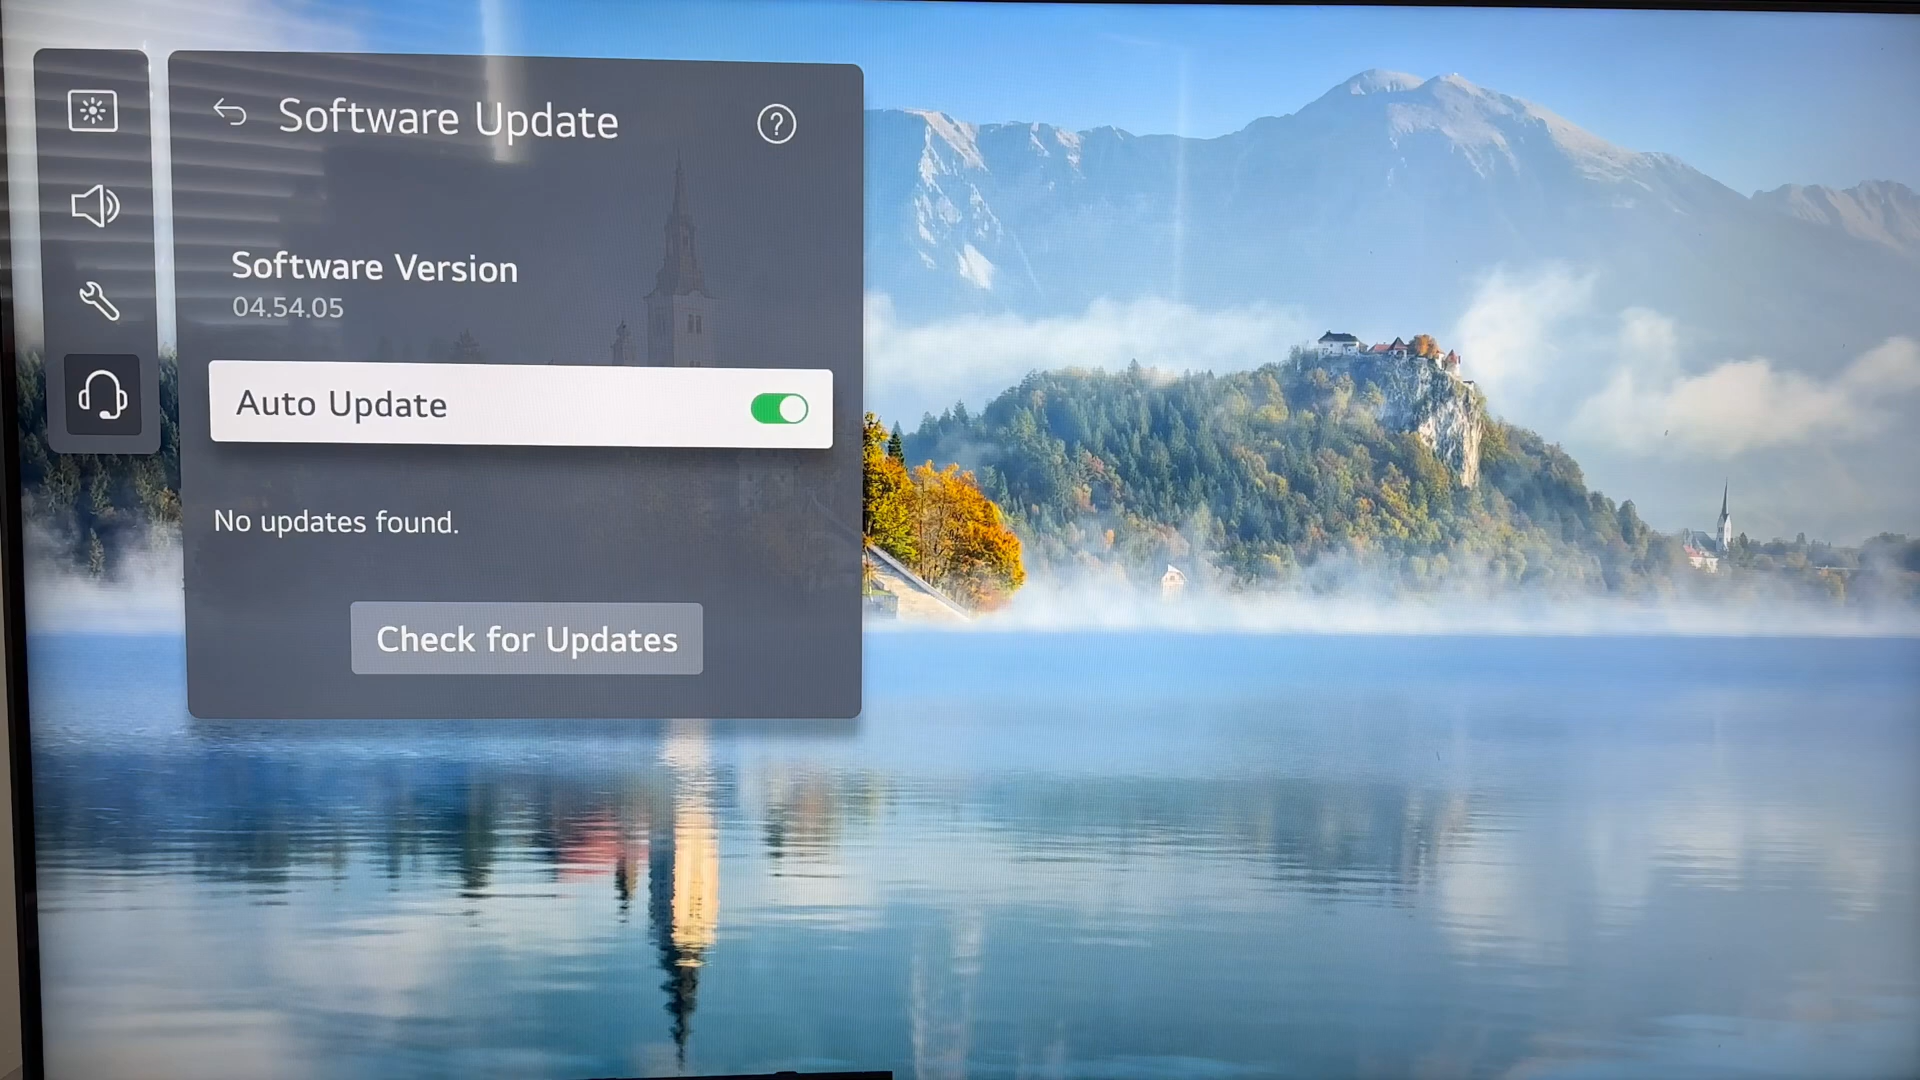 Software Update
Software Version
04.54.05
Auto Update
No updates found.
Check for Updates